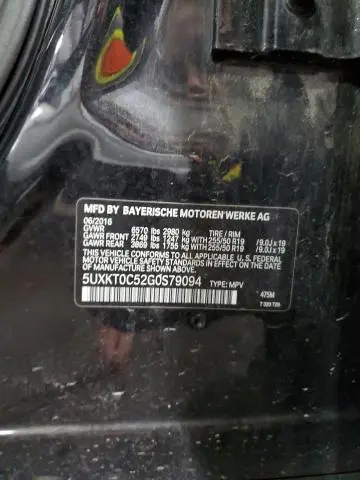 MFD BY BAYERISCHE MOTOREN WERKE AG
06/2016
GVWR 6570 lbs 2980 kg TIRE / RIM
GAWR FRONT 2749 lbs 1247 kg WITH 255/50 R19 /9.0J x 19
GAWR REAR 3869 lbs 1755 kg WITH 255/50 R19 /9.0J x 19
THIS VEHICLE CONFORMS TO ALL APPLICABLE U.S. FEDERAL
MOTOR VEHICLE SAFETY STANDARDS IN EFFECT ON THE
DATE OF MANUFACTURE SHOWN ABOVE.
5UXKT0C52G0S79094 TYPE: MPV
475M